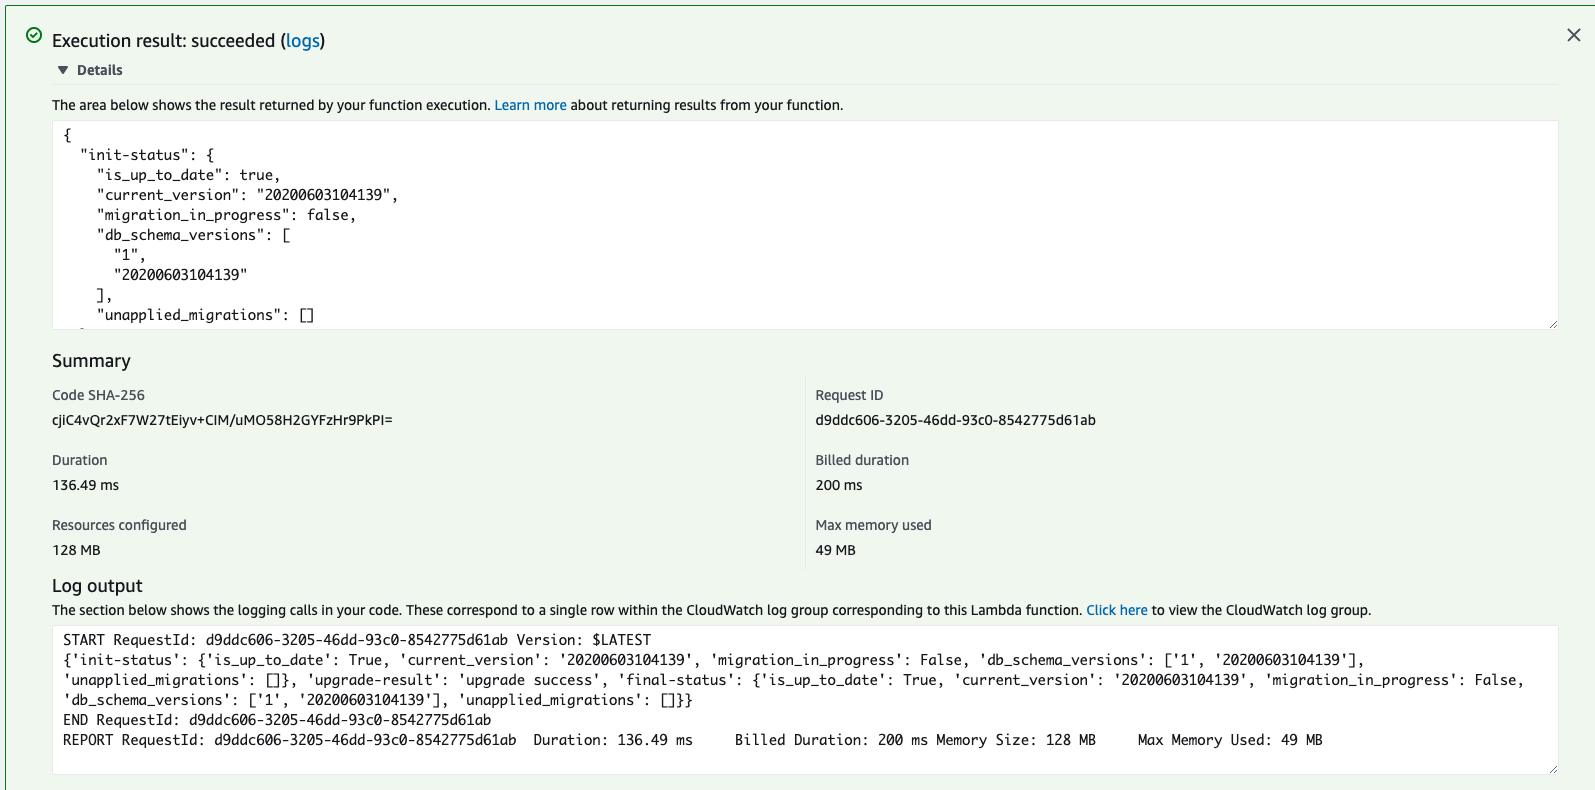 Execution result: succeeded (logs)
Details
The area below shows the result returned by your function execution. Learn more about returning results from your function.
{
  "init-status": {
    "is_up_to_date": true,
    "current_version": "20200603104139",
    "migration_in_progress": false,
    "db_schema_versions": [
      "1",
      "20200603104139"
    ],
    "unapplied_migrations": []
Summary
Code SHA-256
cjiC4vQr2xF7W27tEiyv+CIM/uMO58H2GYFzHr9PkPI=
Request ID
d9ddc606-3205-46dd-93c0-8542775d61ab
Duration
136.49 ms
Billed duration
200 ms
Resources configured
128 MB
Max memory used
49 MB
Log output
The section below shows the logging calls in your code. These correspond to a single row within the CloudWatch log group corresponding to this Lambda function. Click here to view the CloudWatch log group.
START RequestId: d9ddc606-3205-46dd-93c0-8542775d61ab Version: $LATEST
{'init-status': {'is_up_to_date': True, 'current_version': '20200603104139', 'migration_in_progress': False, 'db_schema_versions': ['1', '20200603104139'],
'unapplied_migrations': []}, 'upgrade-result': 'upgrade success', 'final-status': {'is_up_to_date': True, 'current_version': '20200603104139', 'migration_in_progress': False,
'db_schema_versions': ['1', '20200603104139'], 'unapplied_migrations': []}}
END RequestId: d9ddc606-3205-46dd-93c0-8542775d61ab
REPORT RequestId: d9ddc606-3205-46dd-93c0-8542775d61ab  Duration: 136.49 ms     Billed Duration: 200 ms Memory Size: 128 MB     Max Memory Used: 49 MB